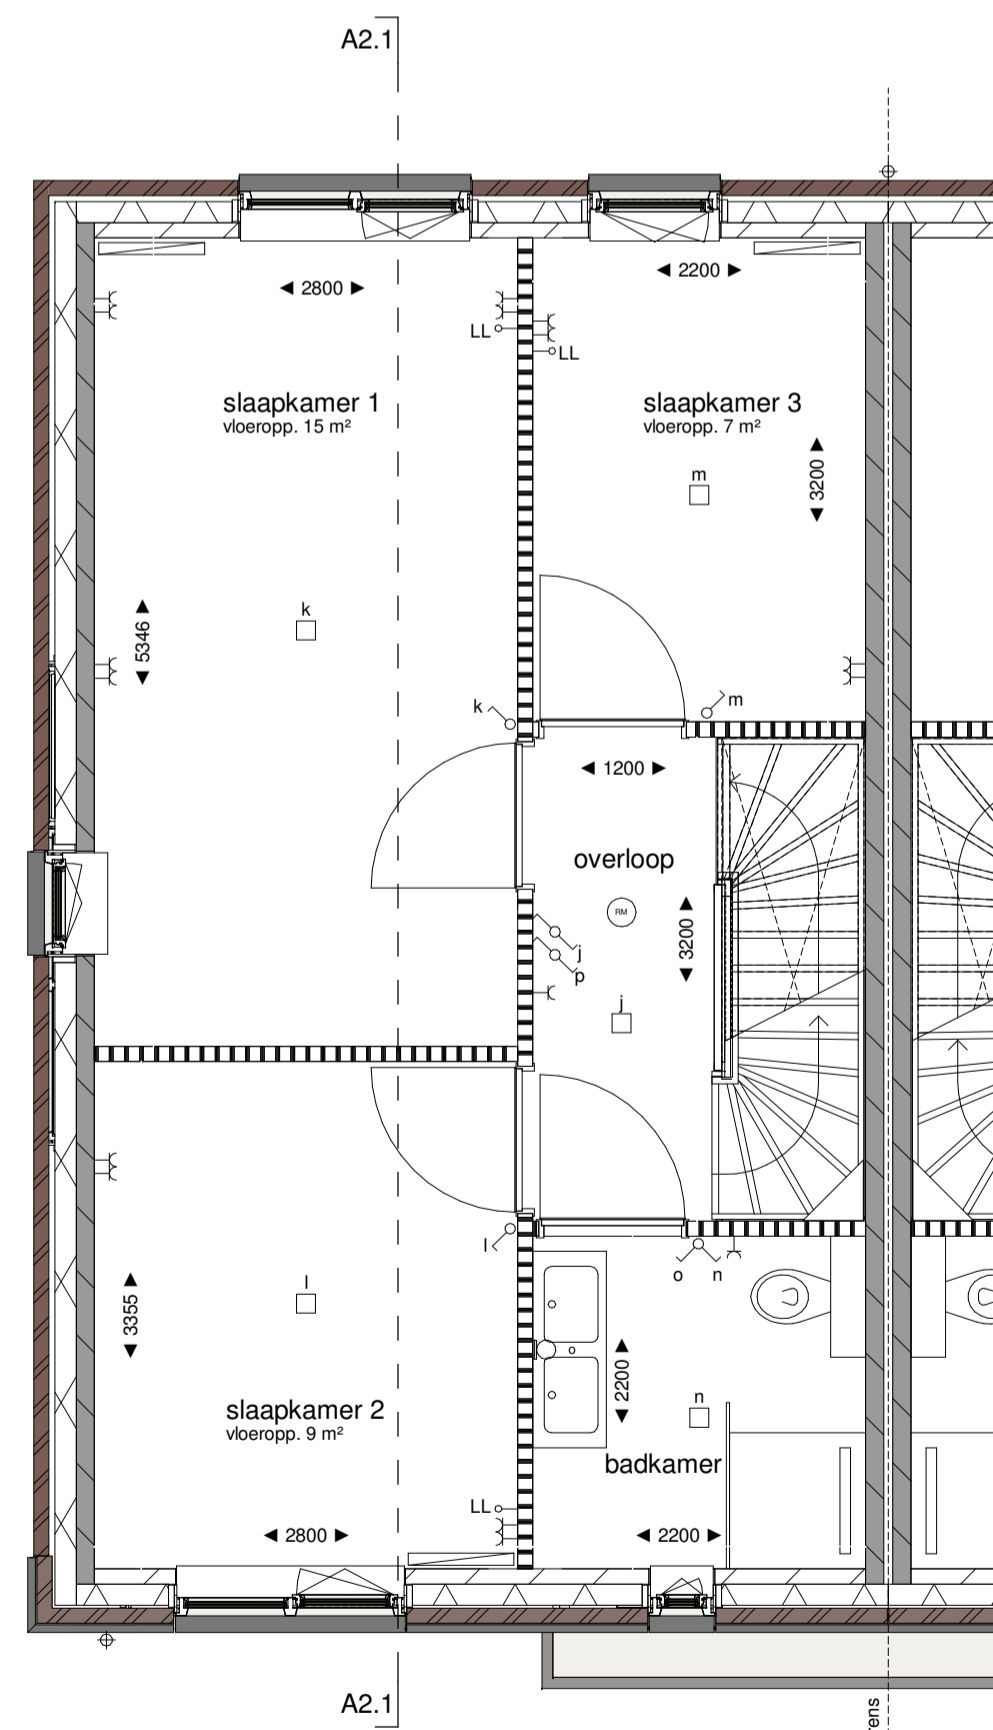 A2.1
◄ 2800 ►
◄ 2200 ►
LL
LL
slaapkamer 1
vloeropp. 15 m²
slaapkamer 3
vloeropp. 7 m²
◄ 3200 ►
m
k
◄ 5346 ►
k
m
◄ 1200 ►
overloop
RM
◄ 3200 ►
j
p
j
l
o
n
l
◄ 3355 ►
o
◄ 2200 ►
n
slaapkamer 2
vloeropp. 9 m²
badkamer
LL
◄ 2800 ►
◄ 2200 ►
A2.1
rens